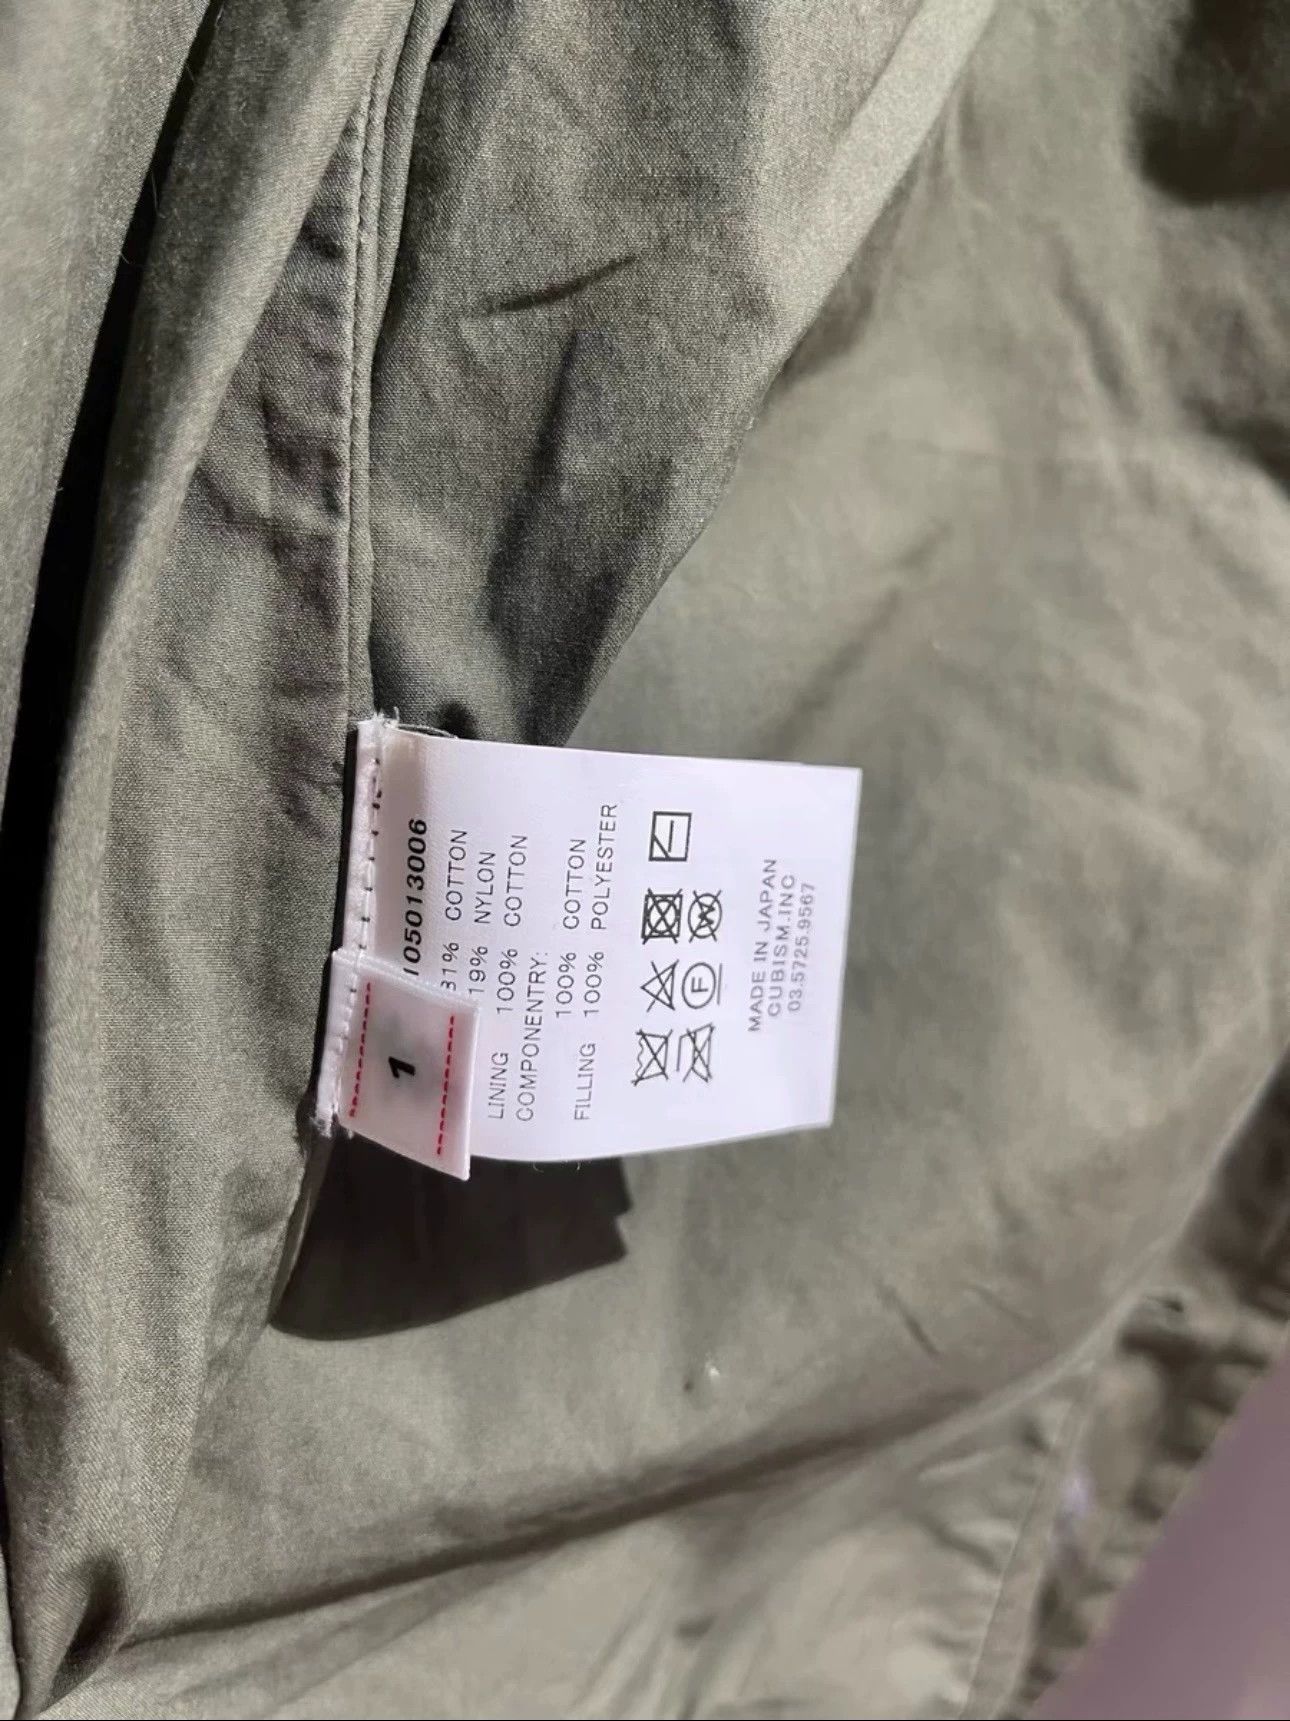 1
105013006
81% COTTON
19% NYLON
LINING 100% COTTON
COMPONENTRY:
100% COTTON
FILLING 100% POLYESTER
F W
MADE IN JAPAN
CUBISM.INC
03.5725.9567